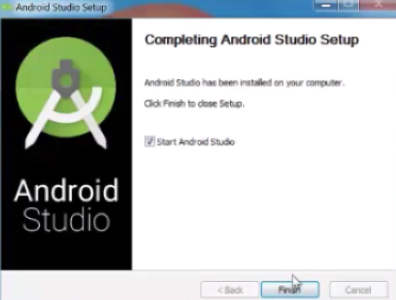 Android Studio Setup
Completing Android Studio Setup
Android Studio has been installed on your computer.
Click Finish to close Setup.
Start Android Studio
Android
Studio
< Back
Finish
Cancel